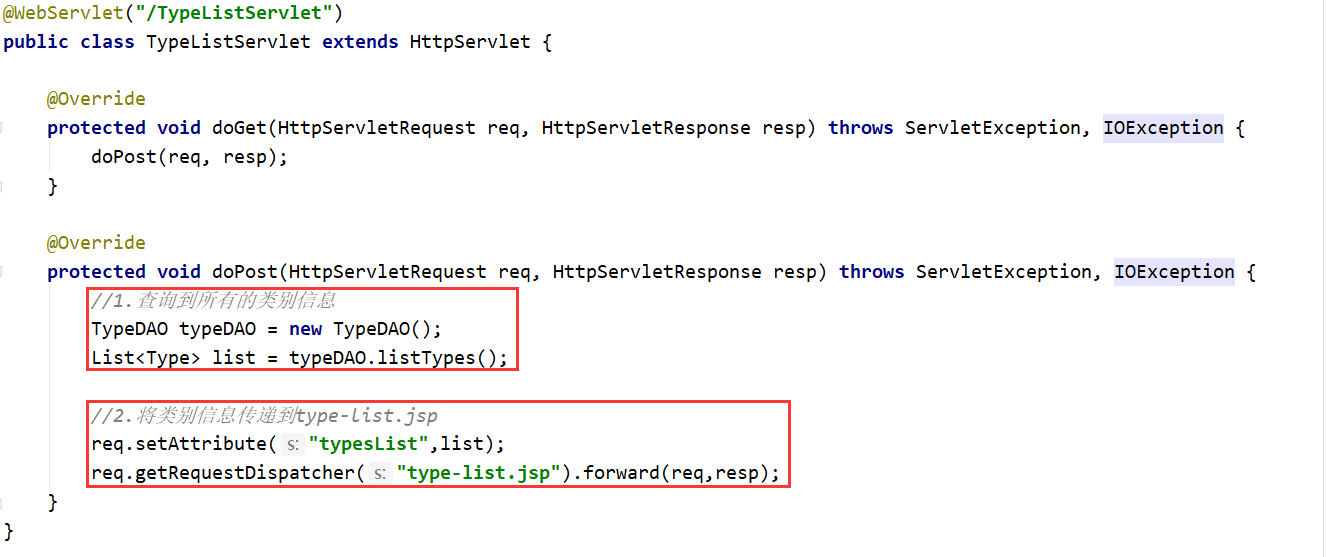 @WebServlet("/TypeListServlet")
public class TypeListServlet extends HttpServlet {
@Override
protected void doGet(HttpServletRequest req, HttpServletResponse resp) throws ServletException, IOException {
doPost(req, resp);
}
@Override
protected void doPost(HttpServletRequest req, HttpServletResponse resp) throws ServletException, IOException {
//1.查询到所有的类别信息
TypeDAO typeDAO = new TypeDAO();
List<Type> list = typeDAO.listTypes();
//2.将类别信息传递到type-list.jsp
req.setAttribute( s: "typesList",list);
req.getRequestDispatcher( s: "type-list.jsp").forward(req,resp);
}
}